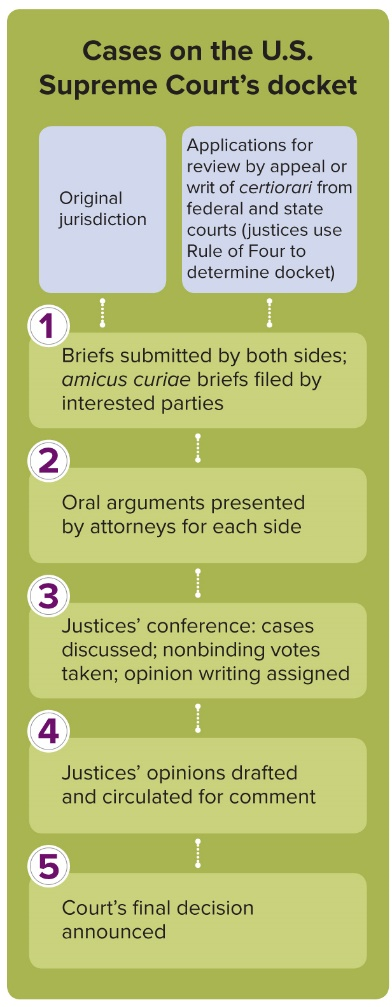 Cases on the U.S.
Supreme Court’s docket
Original
jurisdiction
Applications for
review by appeal or
writ of certiorari from
federal and state
courts (justices use
Rule of Four to
determine docket)
1
Briefs submitted by both sides;
amicus curiae briefs filed by
interested parties
2
Oral arguments presented
by attorneys for each side
3
Justices’ conference: cases
discussed; nonbinding votes
taken; opinion writing assigned
4
Justices’ opinions drafted
and circulated for comment
5
Court’s final decision
announced